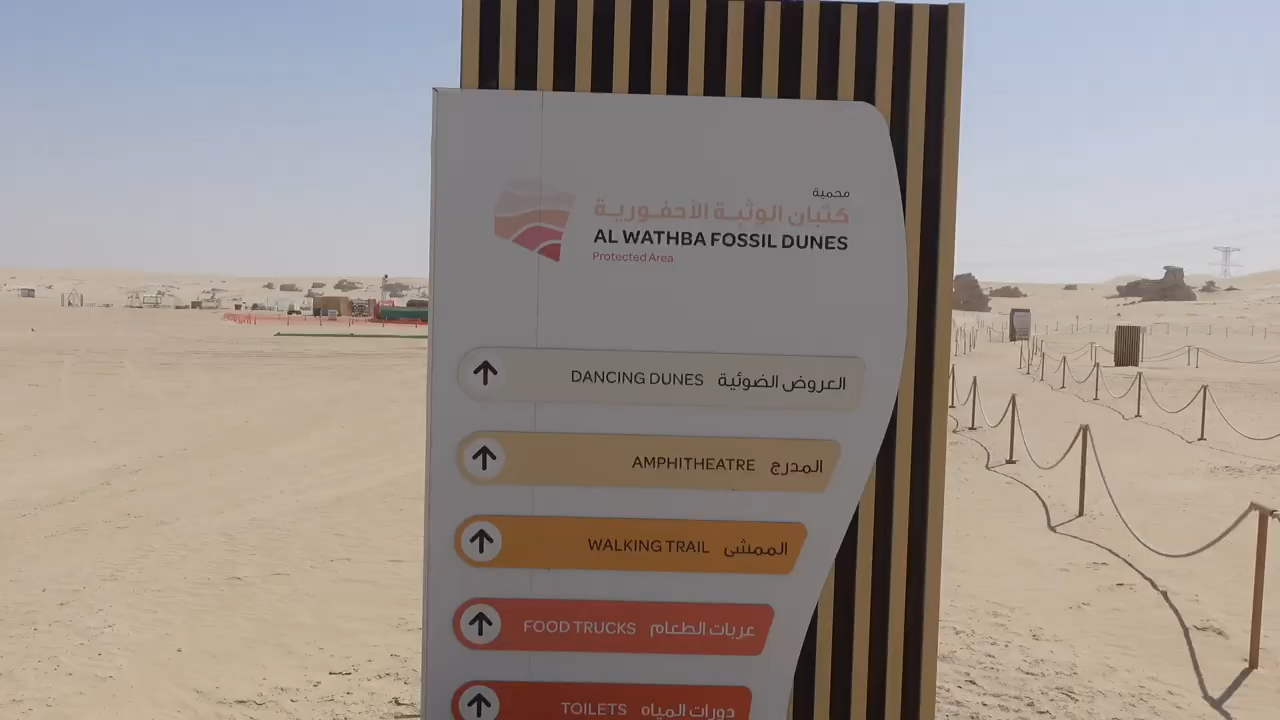 محمية
كثبان الوثبة الأحفورية
AL WATHBA FOSSIL DUNES
Protected Area
DANCING DUNES العروض الضوئية
AMPHITHEATRE المدرج
WALKING TRAIL الممشى
FOOD TRUCKS عربات الطعام
TOILETS دورات المياه